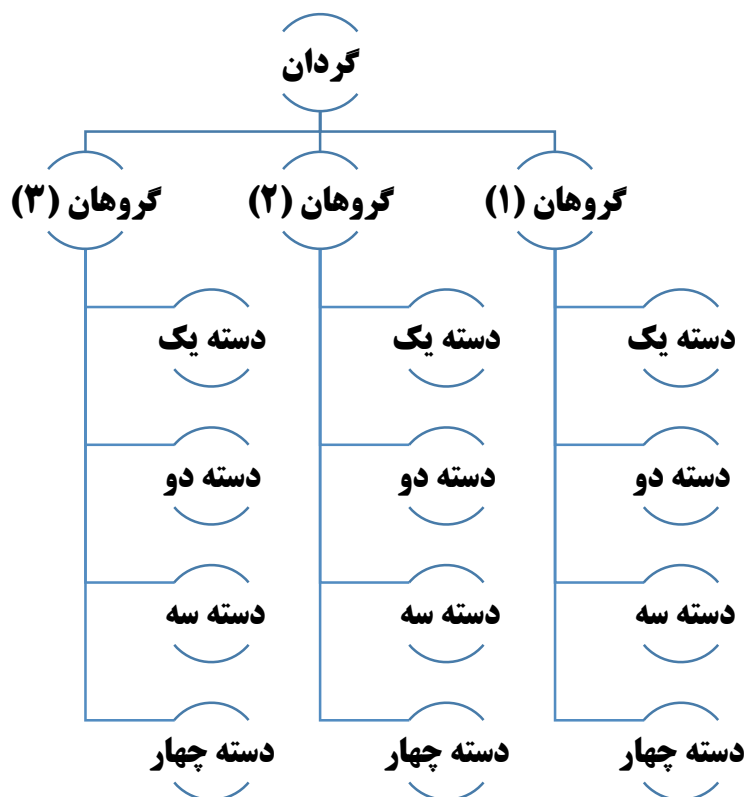 گردان
گروهان (۱)
گروهان (۲)
گروهان (۳)
دسته یک
دسته یک
دسته یک
دسته دو
دسته دو
دسته دو
دسته سه
دسته سه
دسته سه
دسته چهار
دسته چهار
دسته چهار